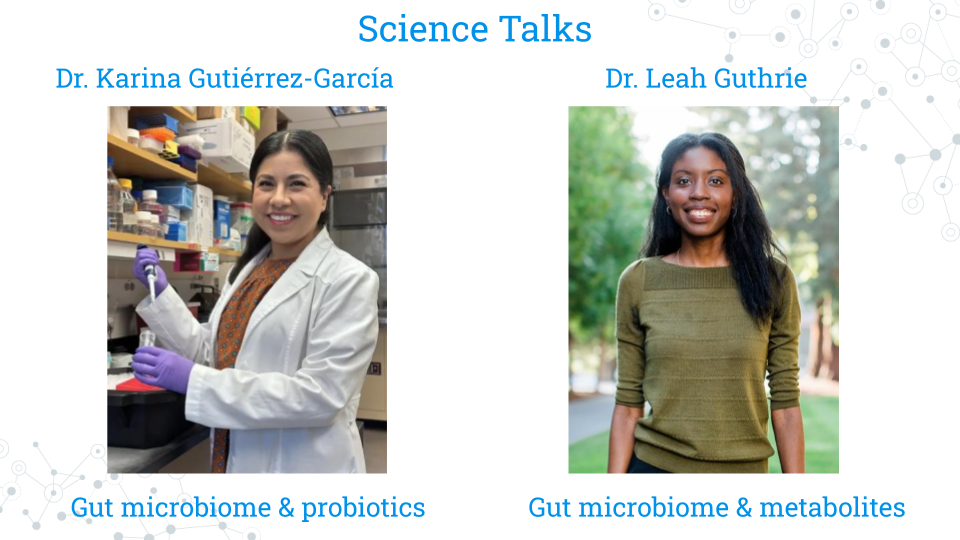 Science Talks
Dr. Karina Gutiérrez-García
Dr. Leah Guthrie
Gut microbiome & probiotics
Gut microbiome & metabolites